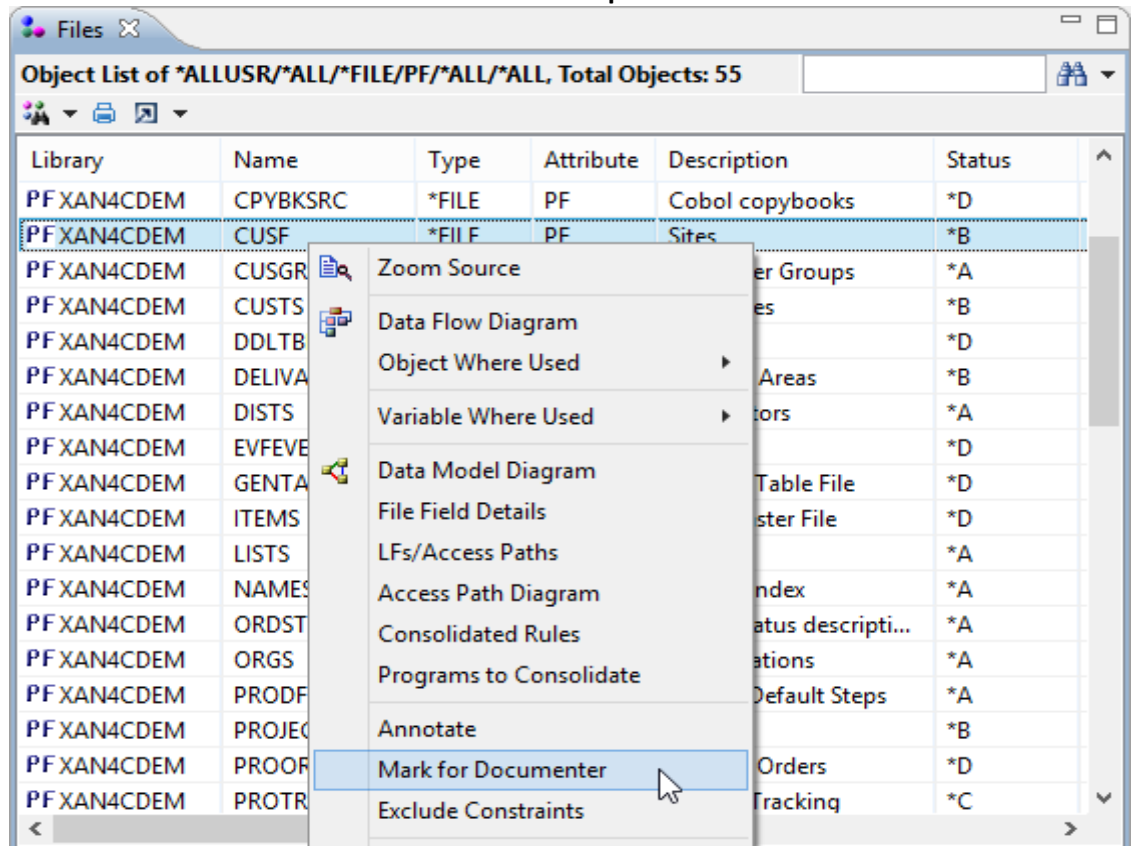 Files
Object List of *ALLUSR/*ALL/*FILE/PF/*ALL/*ALL, Total Objects: 55
Library Name Type Attribute Description Status
PF XAN4CDEM CPYBKSRC *FILE PF Cobol copybooks *D
PF XAN4CDEM CUSF *FILE PF Sites *B
PF XAN4CDEM CUSGR Zoom Source er Groups *A
PF XAN4CDEM CUSTS es *B
Data Flow Diagram
PF XAN4CDEM DDLTB *D
Object Where Used
PF XAN4CDEM DELIVA Areas *B
PF XAN4CDEM DISTS Variable Where Used tors *A
PF XAN4CDEM EVFEVE *D
Data Model Diagram
PF XAN4CDEM GENTA Table File *D
PF XAN4CDEM ITEMS File Field Details ster File *D
PF XAN4CDEM LISTS LFs/Access Paths *A
PF XAN4CDEM NAMES Access Path Diagram ndex *A
PF XAN4CDEM ORDST Consolidated Rules atus descripti... *A
PF XAN4CDEM ORGS Programs to Consolidate ations *A
PF XAN4CDEM PRODF Default Steps *A
PF XAN4CDEM PROJEC Annotate *B
PF XAN4CDEM PROOR Mark for Documenter Orders *D
PF XAN4CDEM PROTR Exclude Constraints Tracking *C